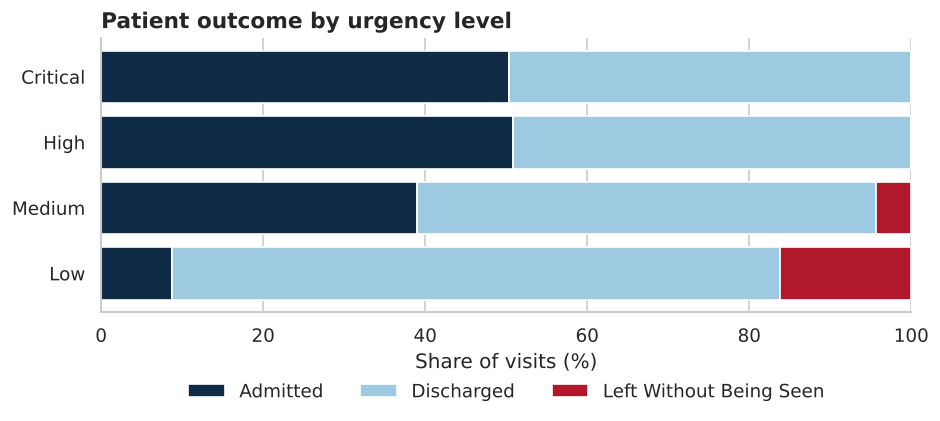 Patient outcome by urgency level
Critical
High
Medium
Low
0 20 40 60 80 100
Share of visits (%)
Admitted Discharged Left Without Being Seen